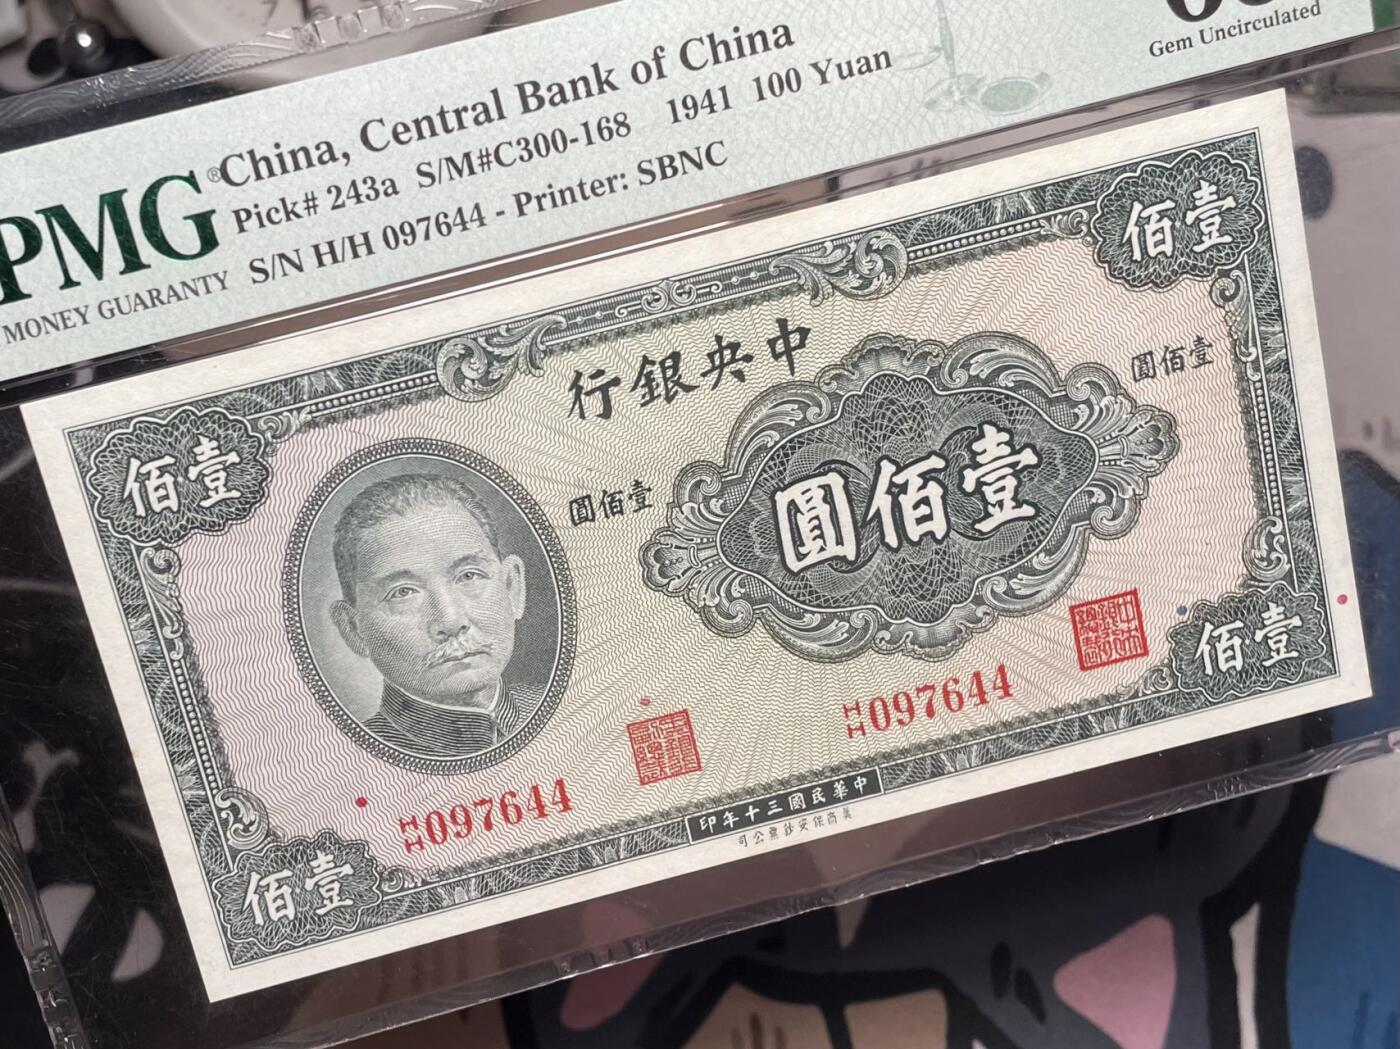 China, Central Bank of China
Pick# 243a S/M#C300-168 1941 100 Yuan
S/N H/H 097644 - Printer: SBNC
PMG®
MONEY GUARANTY
Gem Uncirculated
佰壹
佰壹
行銀央中
圓佰壹
圓佰壹
圓佰壹
H/H 097644
H/H 097644
佰壹
佰壹
印年十三國民華中
司公票鈔安保商美